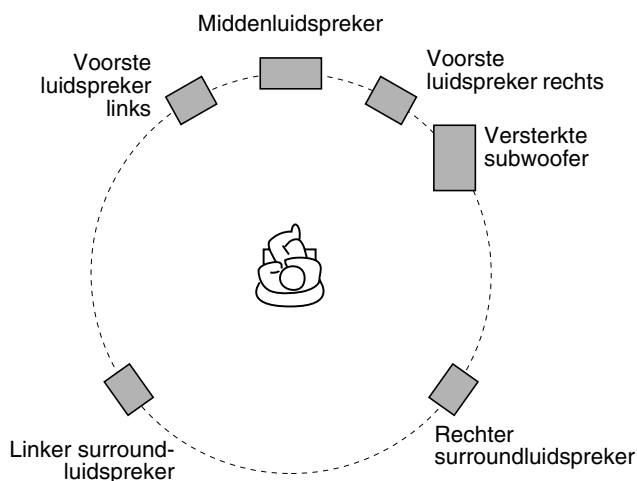 Middenluidspreker
Voorste
luidspreker
links
Voorste
luidspreker rechts
Versterkte
subwoofer
Linker surround-
luidspreker
Rechter
surroundluidspreker